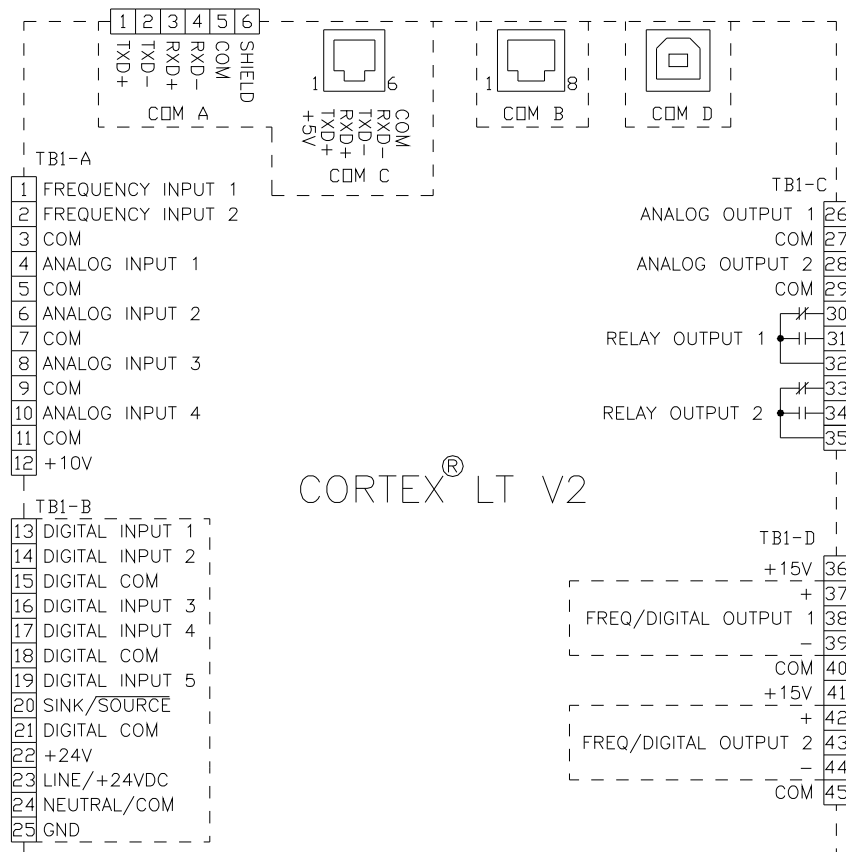 1 2 3 4 5 6
TXD+
TXD-
RXD+
RXD-
COM
SHIELD
COM A
1 6
+5V
TXD+
RXD+
TXD-
RXD-
COM
COM C
1 8
COM B
COM D
TB1-A
1 FREQUENCY INPUT 1
2 FREQUENCY INPUT 2
3 COM
4 ANALOG INPUT 1
5 COM
6 ANALOG INPUT 2
7 COM
8 ANALOG INPUT 3
9 COM
10 ANALOG INPUT 4
11 COM
12 +10V
TB1-B
13 DIGITAL INPUT 1
14 DIGITAL INPUT 2
15 DIGITAL COM
16 DIGITAL INPUT 3
17 DIGITAL INPUT 4
18 DIGITAL COM
19 DIGITAL INPUT 5
20 SINK/SOURCE
21 DIGITAL COM
22 +24V
23 LINE/+24VDC
24 NEUTRAL/COM
25 GND
CORTEX® LT V2
TB1-C
ANALOG OUTPUT 1 26
COM 27
ANALOG OUTPUT 2 28
COM 29
30
RELAY OUTPUT 1 31
32
33
RELAY OUTPUT 2 34
35
TB1-D
+15V 36
+ 37
FREQ/DIGITAL OUTPUT 1 38
- 39
COM 40
+15V 41
+ 42
FREQ/DIGITAL OUTPUT 2 43
- 44
COM 45